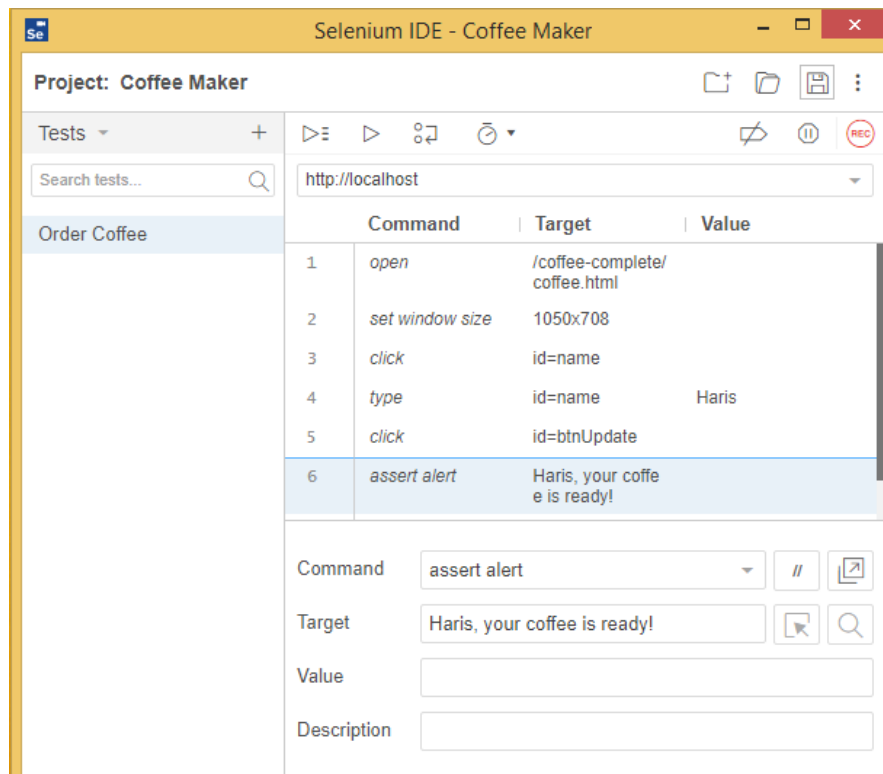 Se
Selenium IDE - Coffee Maker
Project: Coffee Maker
Tests
REC
Search tests...
http://localhost
Order Coffee
Command Target Value
1 open /coffee-complete/
coffee.html
2 set window size 1050x708
3 click id=name
4 type id=name Haris
5 click id=btnUpdate
6 assert alert Haris, your coffe
e is ready!
Command assert alert //
Target Haris, your coffee is ready!
Value
Description